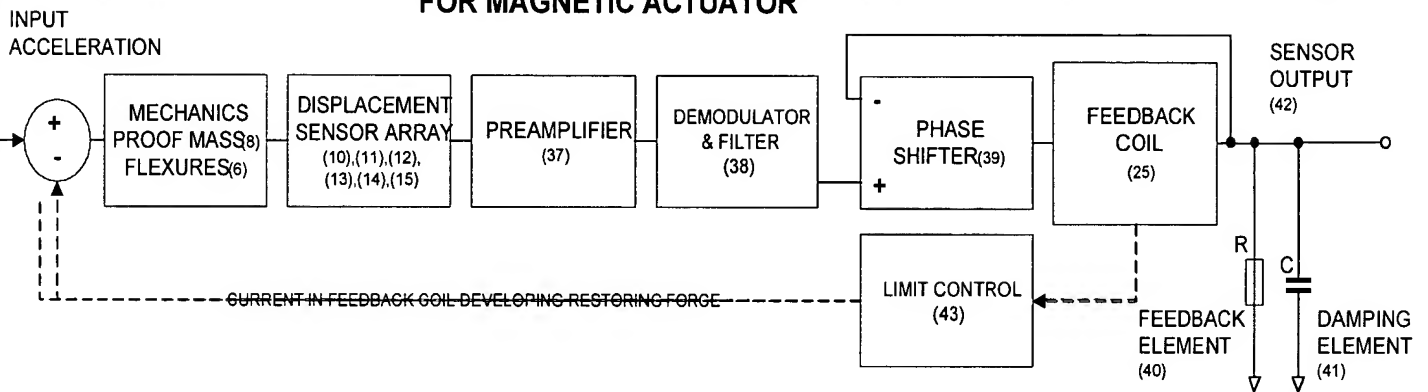 FOR MAGNETIC ACTUATOR
INPUT
ACCELERATION
+
-
MECHANICS
PROOF MASS(8)
FLEXURES(6)
DISPLACEMENT
SENSOR ARRAY
(10),(11),(12),
(13),(14),(15)
PREAMPLIFIER
(37)
DEMODULATOR
& FILTER
(38)
-
PHASE
SHIFTER(39)
+
FEEDBACK
COIL
(25)
SENSOR
OUTPUT
(42)
CURRENT IN FEEDBACK COIL DEVELOPING RESTORING FORCE
LIMIT CONTROL
(43)
R
C
FEEDBACK
ELEMENT
(40)
DAMPING
ELEMENT
(41)